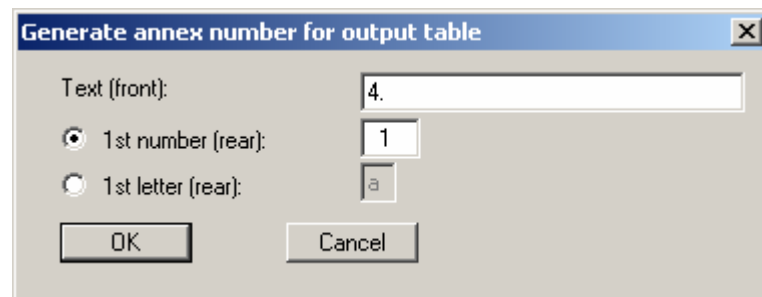 Generate annex number for output table
Text (front): 4.
1st number (rear): 1
1st letter (rear): a
OK Cancel